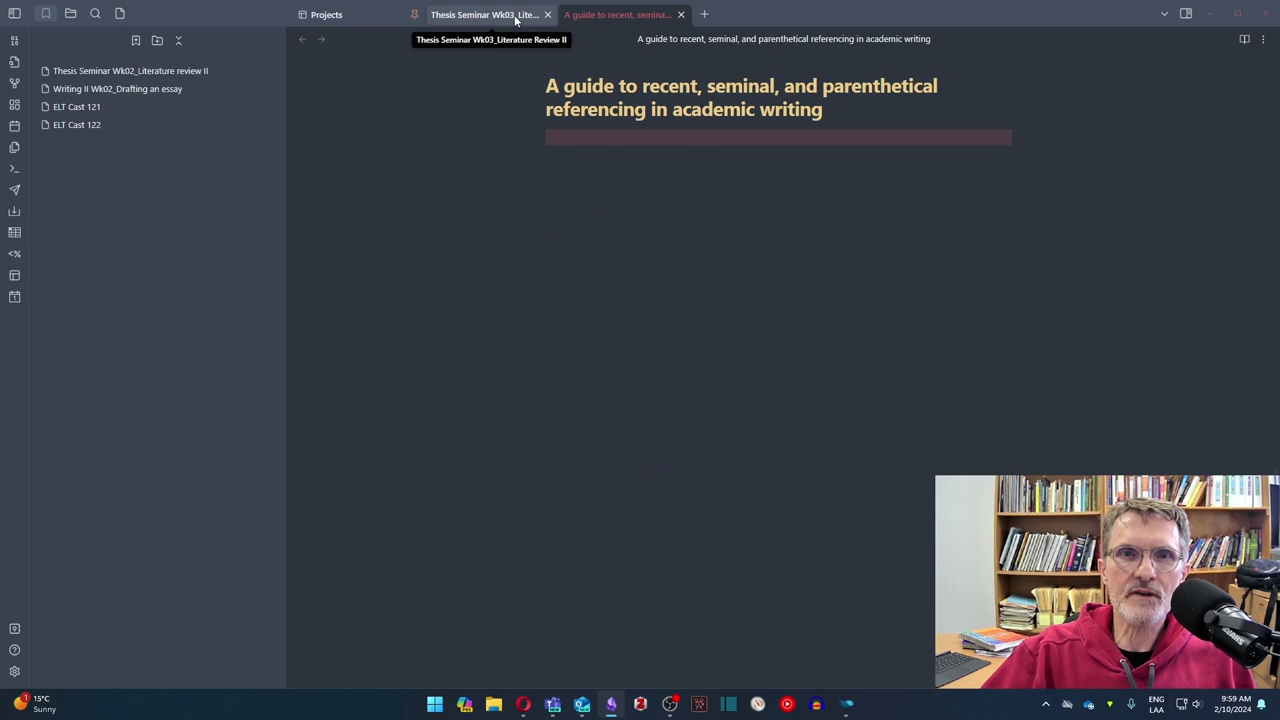 Projects
Thesis Seminar Wk03_Lite...
A guide to recent, semina...
Thesis Seminar Wk03_Literature Review II
A guide to recent, seminal, and parenthetical referencing in academic writing
Thesis Seminar Wk02_Literature review II
Writing II Wk02_Drafting an essay
ELT Cast 121
ELT Cast 122
A guide to recent, seminal, and parenthetical
referencing in academic writing
SHURE
1
15°C
Sunny
ENG
LAA
9:59 AM
2/10/2024